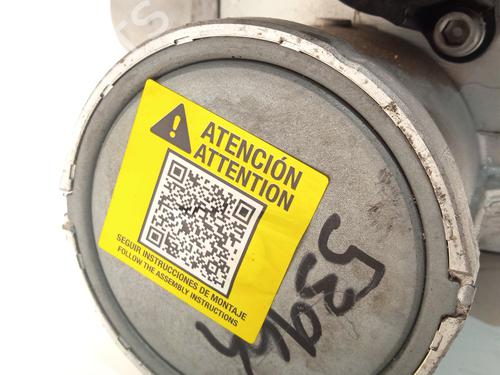 ATENCIÓN
ATTENTION
SEGUIR INSTRUCCIONES DE MONTAJE
FOLLOW THE ASSEMBLY INSTRUCTIONS